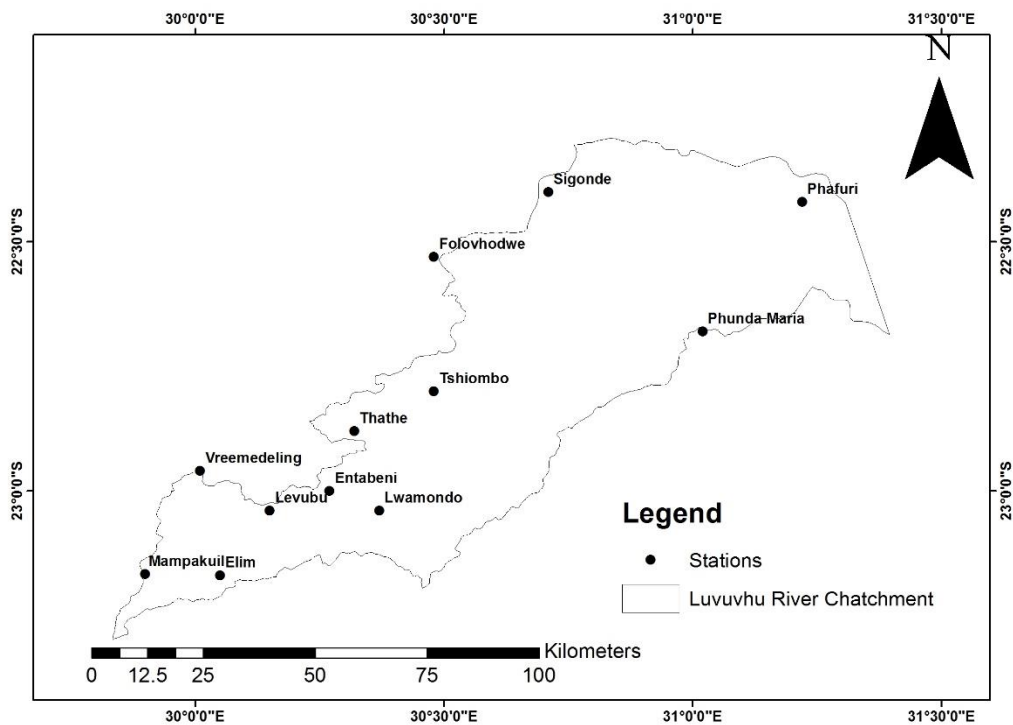 30°0'0"E 30°30'0"E 31°0'0"E 31°30'0"E
N
Sigonde
Phafuri
22°30'0"S
22°30'0"S
Folovhodwe
Phunda Maria
Tshiombo
Thathe
Vreemedeling
Entabeni
Levubu
Lwamondo
23°0'0"S
23°0'0"S
Legend
Mampakuil
Elim
Stations
Luvuvhu River Chatchment
Kilometers
0 12.5 25 50 75 100
30°0'0"E 30°30'0"E 31°0'0"E 31°30'0"E